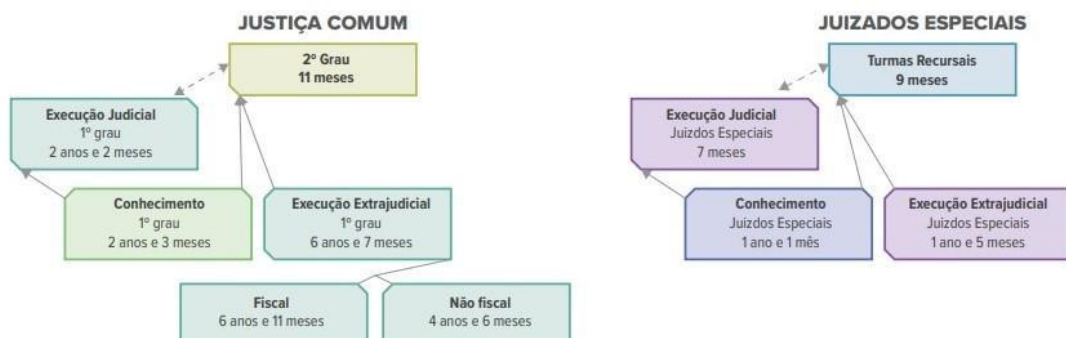 JUSTIÇA COMUM
2º Grau
11 meses
Execução Judicial
1º grau
2 anos e 2 meses
Conhecimento
1º grau
2 anos e 3 meses
Execução Extrajudicial
1º grau
6 anos e 7 meses
Fiscal
6 anos e 11 meses
Não fiscal
4 anos e 6 meses
JUIZADOS ESPECIAIS
Turmas Recursais
9 meses
Execução Judicial
Juizdos Especiais
7 meses
Conhecimento
Juizdos Especiais
1 ano e 1 mês
Execução Extrajudicial
Juizdos Especiais
1 ano e 5 meses